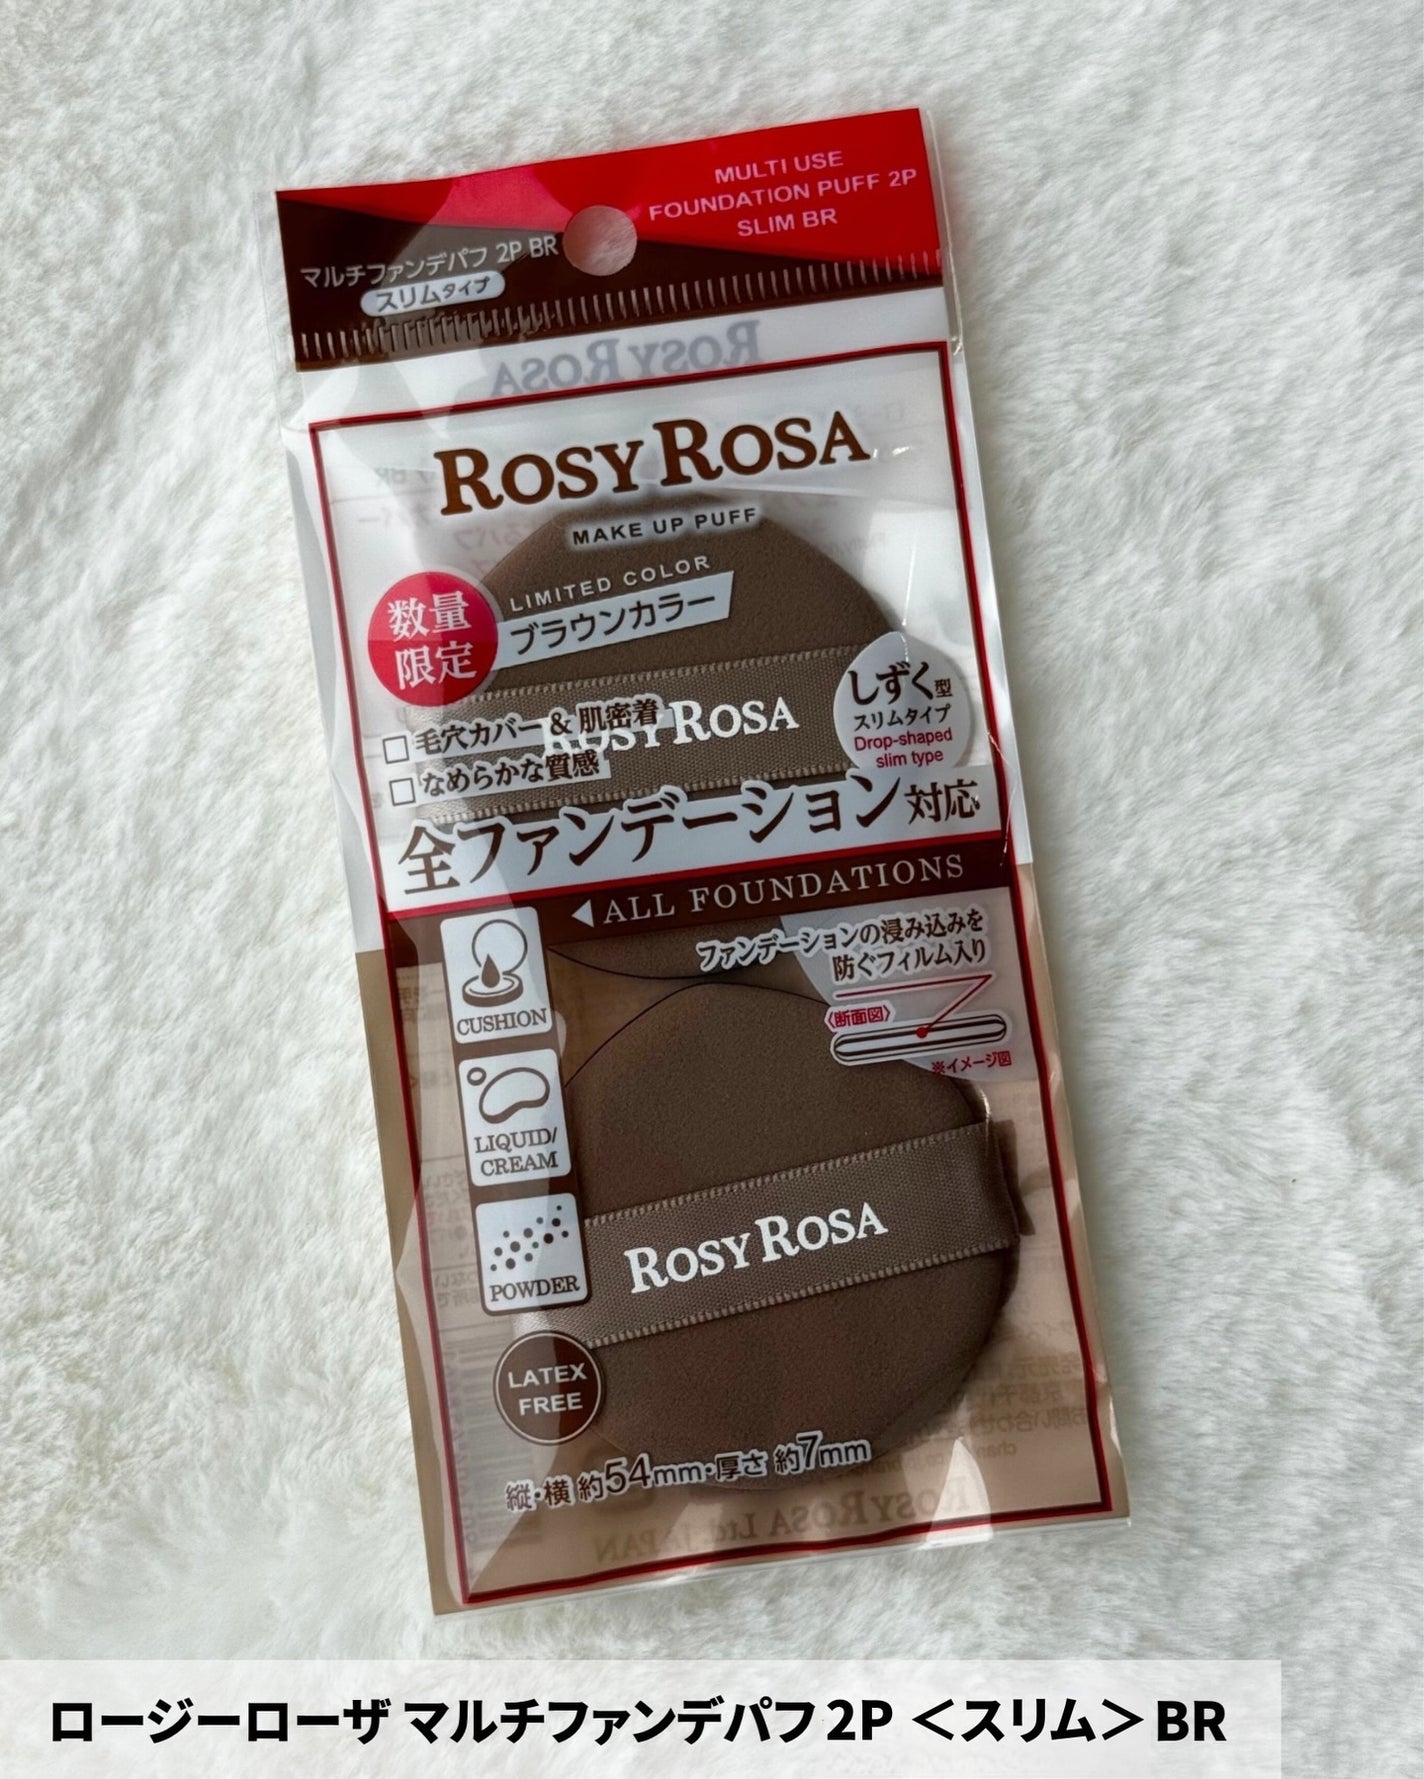 MULTI USE
FOUNDATION PUFF 2P
SLIM BR
マルチファンデパフ 2P BR
スリムタイプ
ROSY ROSA
ROSY ROSA
MAKE UP PUFF
LIMITED COLOR
ブラウンカラー
数量
限定
しずく型
スリムタイプ
Drop-shaped
slim type
ROSY ROSA
□ 毛穴カバー & 肌密着
□ なめらかな質感
全ファンデーション対応
◀ALL FOUNDATIONS
ファンデーションの浸み込みを
防ぐフィルム入り
〈断面図〉
※イメージ図
CUSHION
LIQUID/
CREAM
POWDER
ROSY ROSA
LATEX
FREE
縦・横 約54mm・厚さ 約7mm
ROSY ROSA Ltd. JAPAN
ロージーローザ マルチファンデパフ 2P ＜スリム＞BR